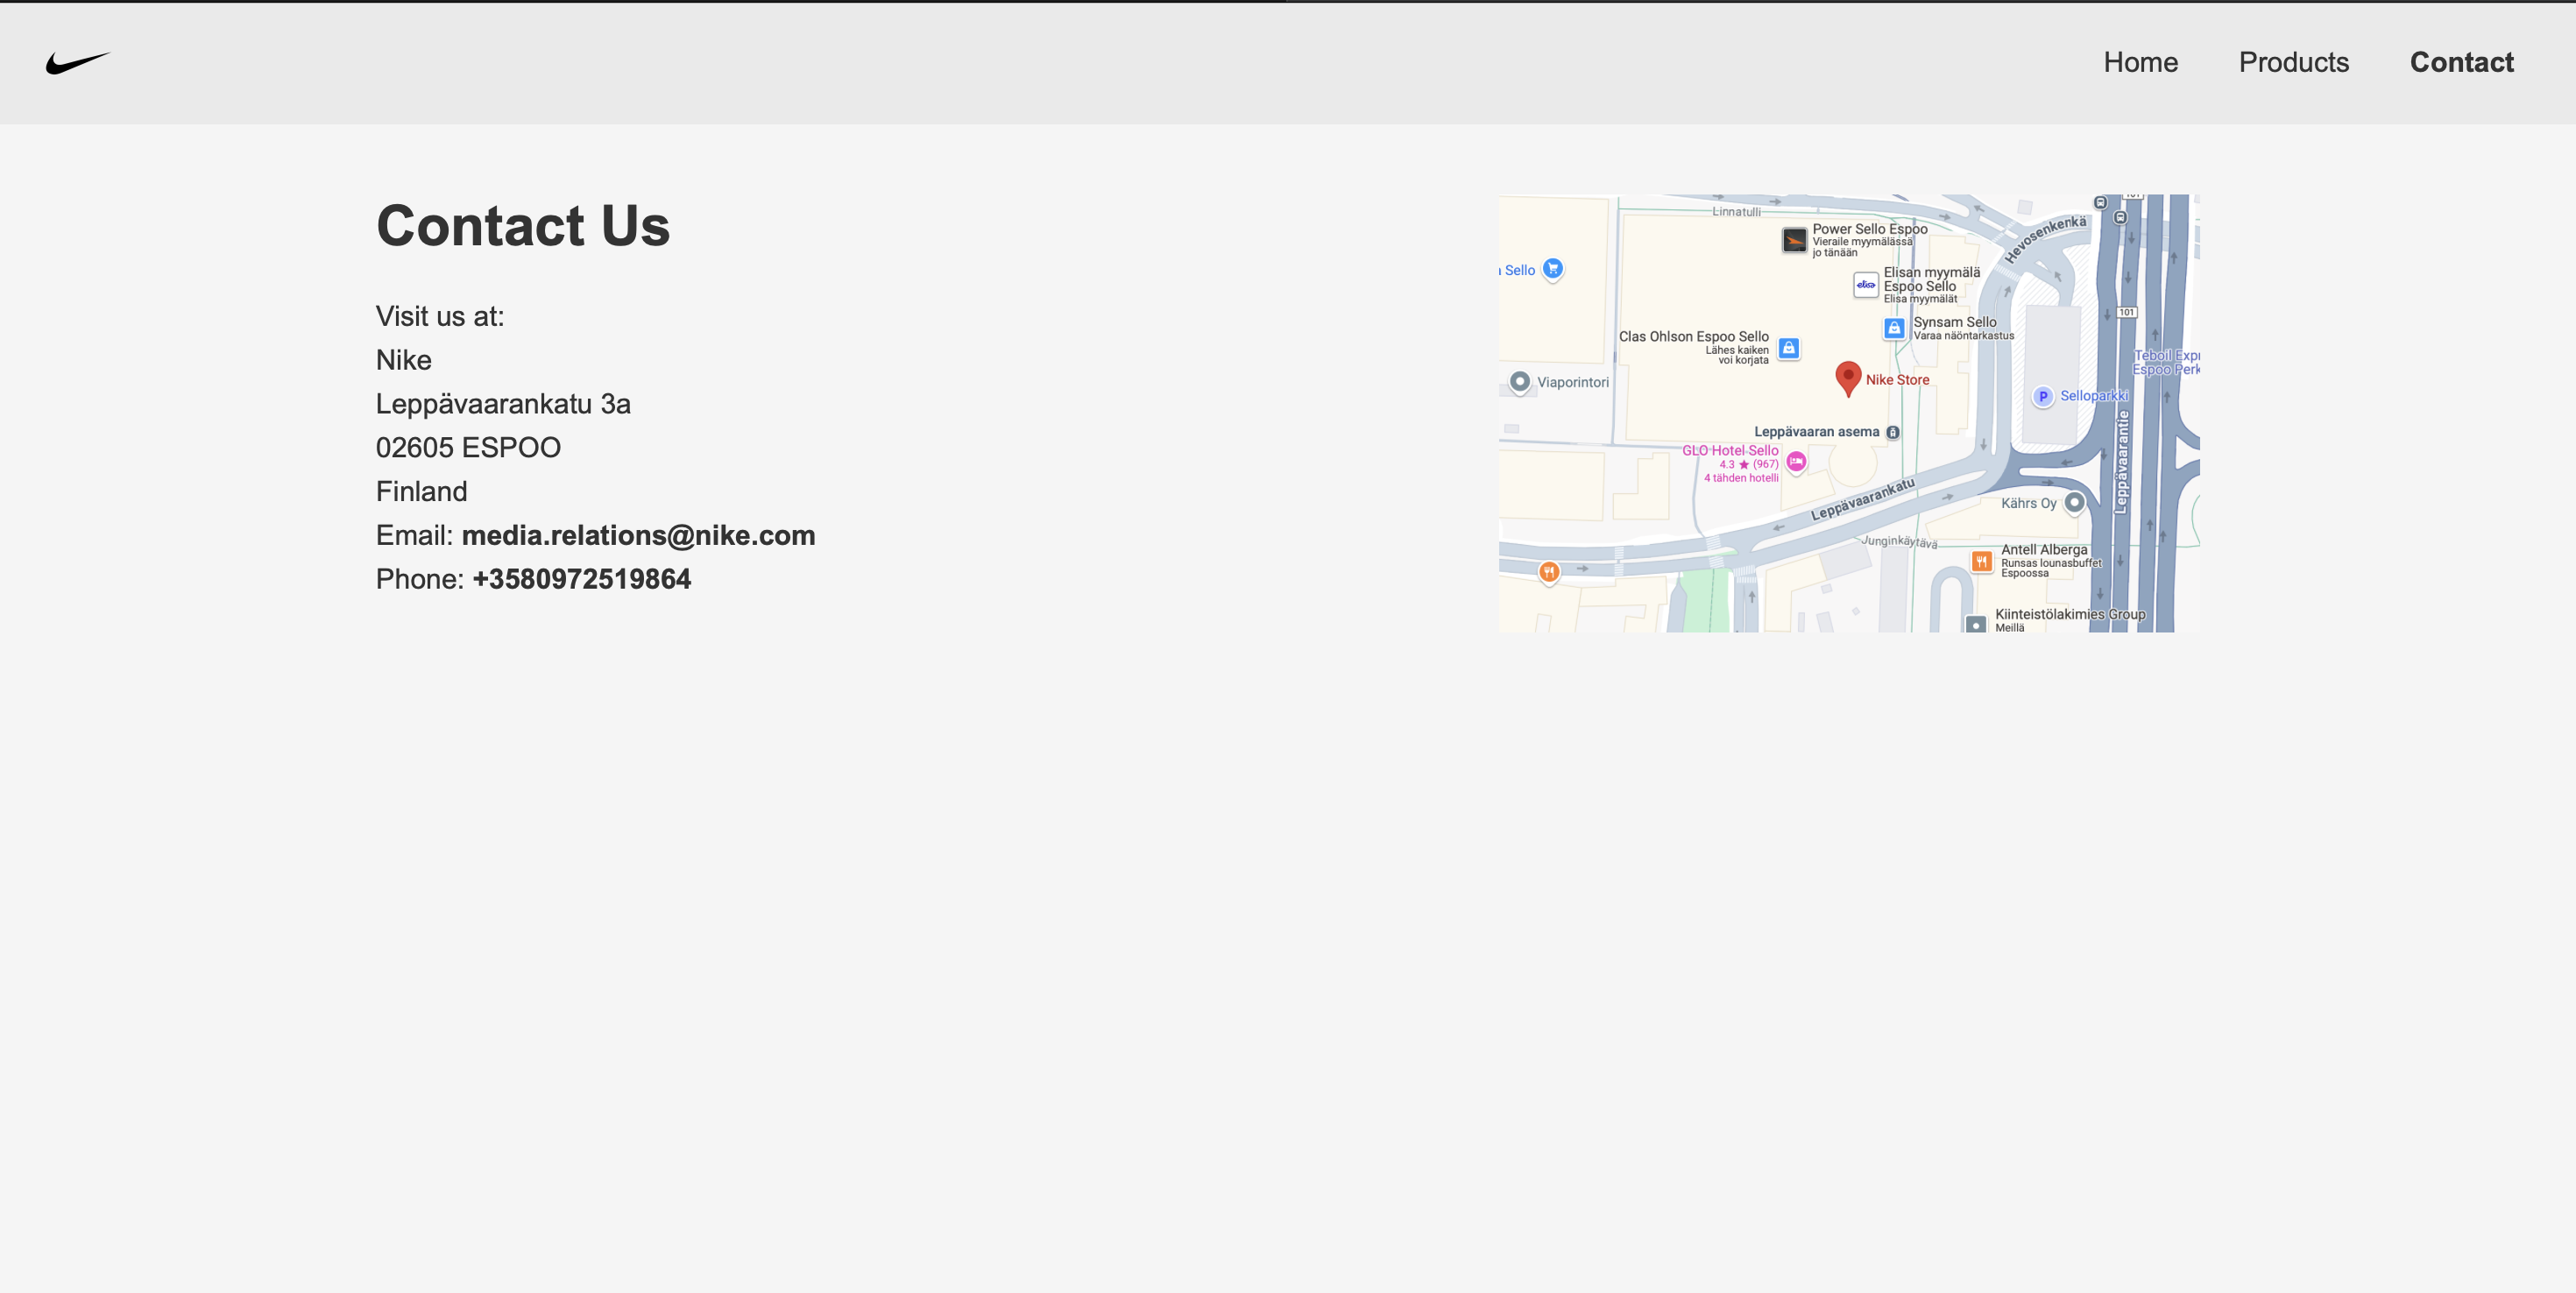 Home Products Contact
Contact Us
Visit us at:
Nike
Leppävaarankatu 3a
02605 ESPOO
Finland
Email: media.relations@nike.com
Phone: +3580972519864
Linnatulli
Power Sello Espoo
Vieraile myymälässä
jo tänään
Hevosenkenkä
101
Sello
Elisan myymälä
Espoo Sello
Elisa myymälät
elisa
101
Synsam Sello
Varaa näöntarkastus
Clas Ohlson Espoo Sello
Lähes kaiken
voi korjata
Teboil Expr
Espoo Perk
Viaporintori
Nike Store
P Selloparkki
Leppävaaran asema
Leppävaarantie
GLO Hotel Sello
4.3 ★ (967)
4 tähden hotelli
Leppävaarankatu
Kährs Oy
Junginkäytävä
Antell Alberga
Runsas lounasbuffet
Espoossa
Kiinteistölakimies Group
Meillä